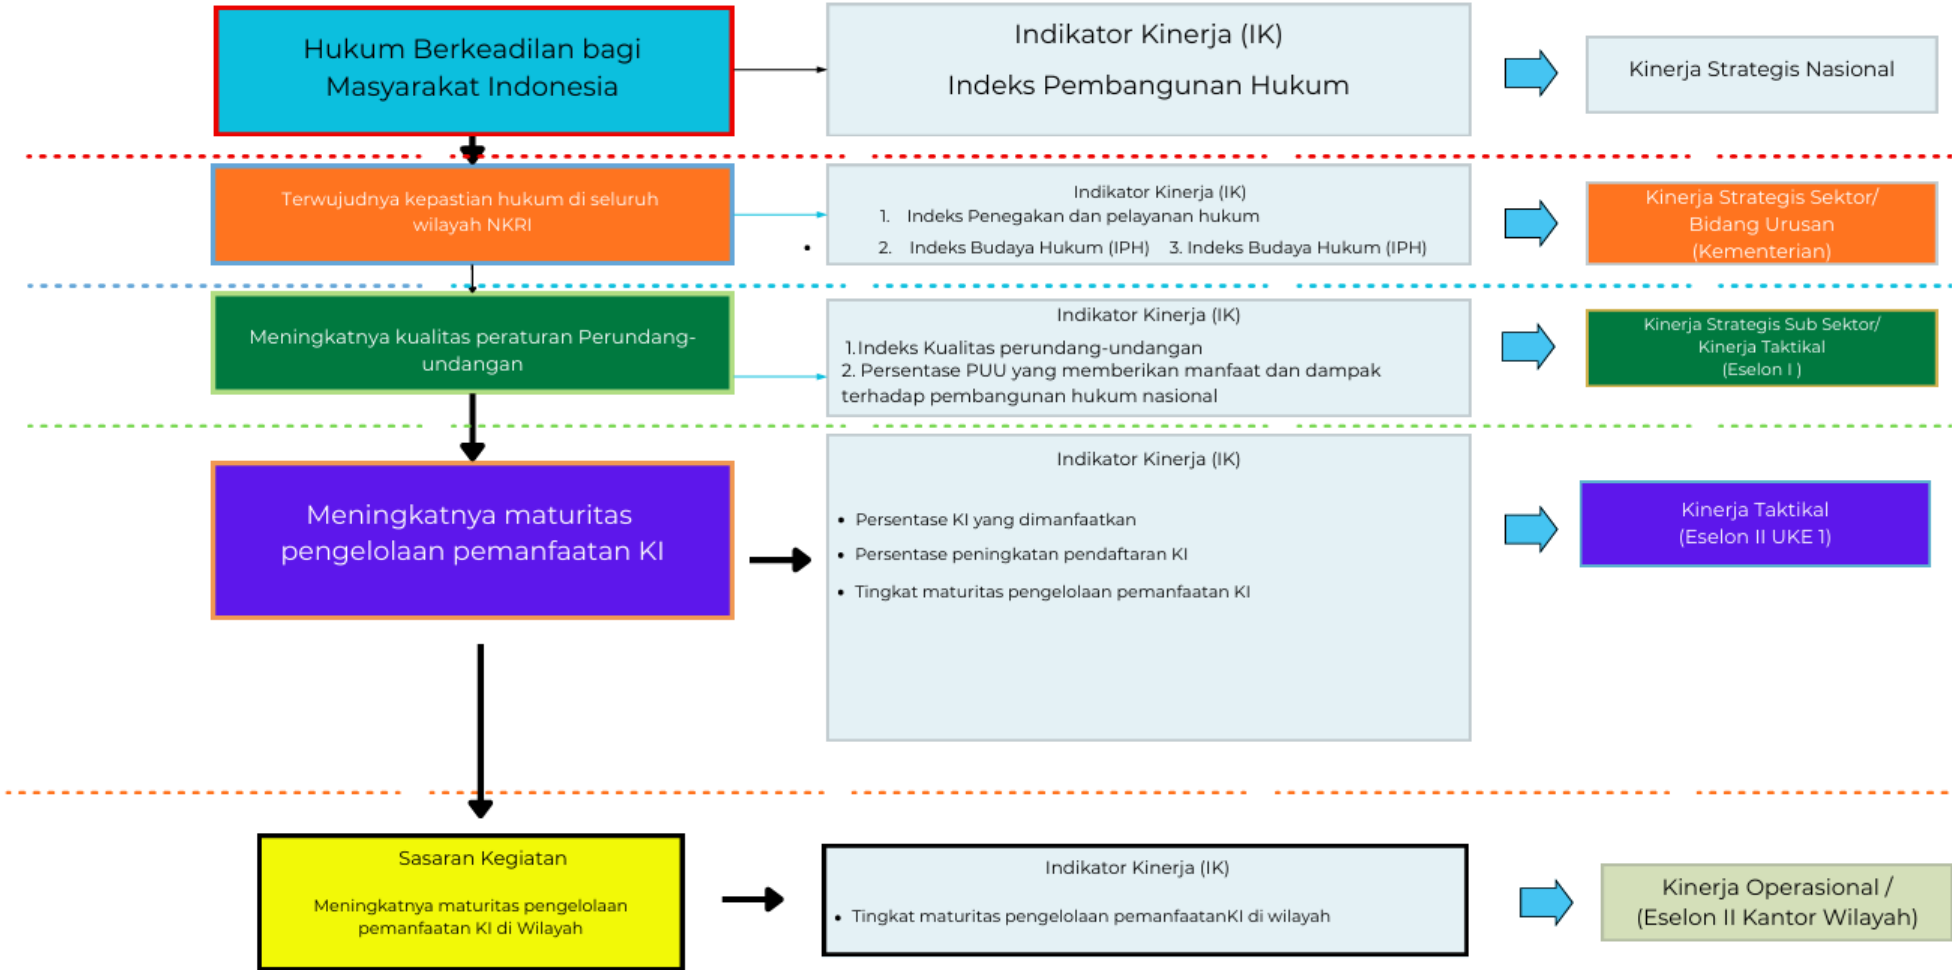 Hukum Berkeadilan bagi
Masyarakat Indonesia
Indikator Kinerja (IK)
Indeks Pembangunan Hukum
Kinerja Strategis Nasional
Terwujudnya kepastian hukum di seluruh
wilayah NKRI
Indikator Kinerja (IK)
1. Indeks Penegakan dan pelayanan hukum
2. Indeks Budaya Hukum (IPH) 3. Indeks Budaya Hukum (IPH)
Kinerja Strategis Sektor/
Bidang Urusan
(Kementerian)
Meningkatnya kualitas peraturan Perundang-
undangan
Indikator Kinerja (IK)
1.Indeks Kualitas perundang-undangan
2. Persentase PUU yang memberikan manfaat dan dampak
terhadap pembangunan hukum nasional
Kinerja Strategis Sub Sektor/
Kinerja Taktikal
(Eselon I )
Meningkatnya maturitas
pengelolaan pemanfaatan KI
Indikator Kinerja (IK)
• Persentase KI yang dimanfaatkan
• Persentase peningkatan pendaftaran KI
• Tingkat maturitas pengelolaan pemanfaatan KI
Kinerja Taktikal
(Eselon II UKE 1)
Sasaran Kegiatan
Meningkatnya maturitas pengelolaan
pemanfaatan KI di Wilayah
Indikator Kinerja (IK)
• Tingkat maturitas pengelolaan pemanfaatanKI di wilayah
Kinerja Operasional /
(Eselon II Kantor Wilayah)